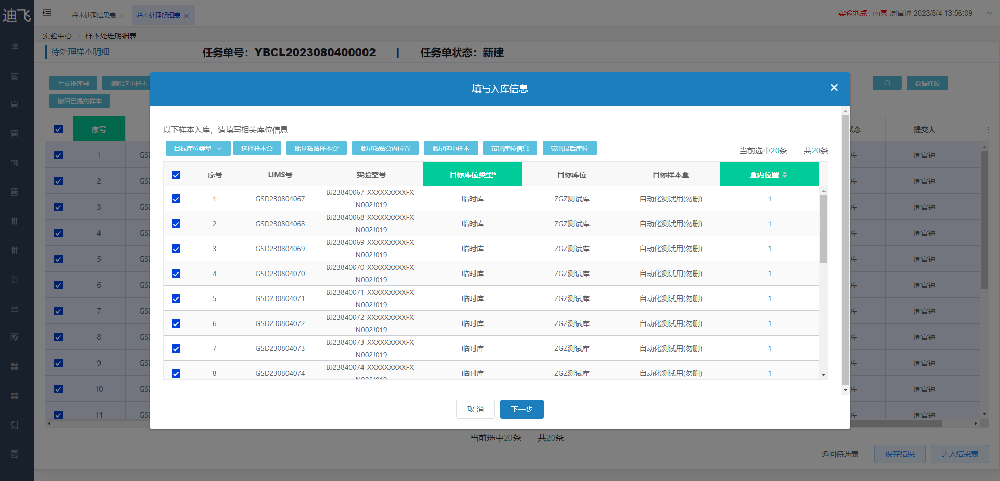 迪飞
样本处理结果表 ×
样本处理明细表 ×
实验地点 : 南京 周官钟 2023/8/4 13:56:09
实验中心 > 样本处理明细表
待处理样本明细
任务单号：YBCL2023080400002 | 任务单状态：新建
生成排序号 删除选中样本
数据修改
撤回已提交样本
序号
状态 提交人
1 GSD 库 周官钟
2 GSD 库 周官钟
3 GSD 库 周官钟
4 GSD 库 周官钟
5 GSD 库 周官钟
6 GSD 库 周官钟
7 GSD 库 周官钟
8 GSD 库 周官钟
9 GSD 库 周官钟
10 GSD 库 周官钟
11 GSD 库 周官钟
填写入库信息
以下样本入库，请填写相关库位信息
目标库位类型 选择样本盒 批量粘贴样本盒 批量粘贴盒内位置 批量选中样本 带出库位信息 带出最后库位
当前选中20条 共20条
序号 LIMS号 实验室号 目标库位类型* 目标库位 目标样本盒 盒内位置
1 GSD230804067 BJ23840067-XXXXXXXXXFX-N002J019 临时库 ZGZ测试库 自动化测试用(勿删) 1
2 GSD230804068 BJ23840068-XXXXXXXXXFX-N002J019 临时库 ZGZ测试库 自动化测试用(勿删) 1
3 GSD230804069 BJ23840069-XXXXXXXXXFX-N002J019 临时库 ZGZ测试库 自动化测试用(勿删) 1
4 GSD230804070 BJ23840070-XXXXXXXXXFX-N002J019 临时库 ZGZ测试库 自动化测试用(勿删) 1
5 GSD230804071 BJ23840071-XXXXXXXXXFX-N002J019 临时库 ZGZ测试库 自动化测试用(勿删) 1
6 GSD230804072 BJ23840072-XXXXXXXXXFX-N002J019 临时库 ZGZ测试库 自动化测试用(勿删) 1
7 GSD230804073 BJ23840073-XXXXXXXXXFX-N002J019 临时库 ZGZ测试库 自动化测试用(勿删) 1
8 GSD230804074 BJ23840074-XXXXXXXXXFX-N002J019 临时库 ZGZ测试库 自动化测试用(勿删) 1
取 消 下一步
当前选中20条 共20条
返回待选表 保存结果 进入结果表